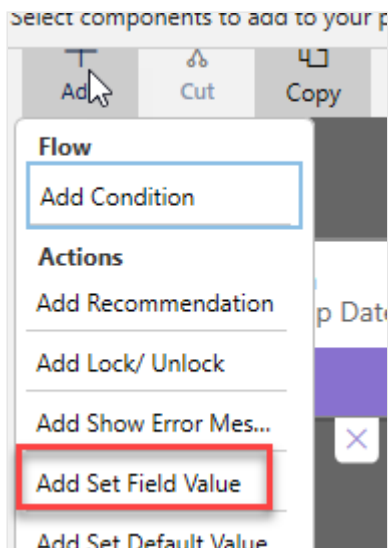 Select components to add to your p
Add
Cut
Copy
Flow
Add Condition
Actions
Add Recommendation
p Date
Add Lock/ Unlock
Add Show Error Mes...
Add Set Field Value
Add Set Default Value